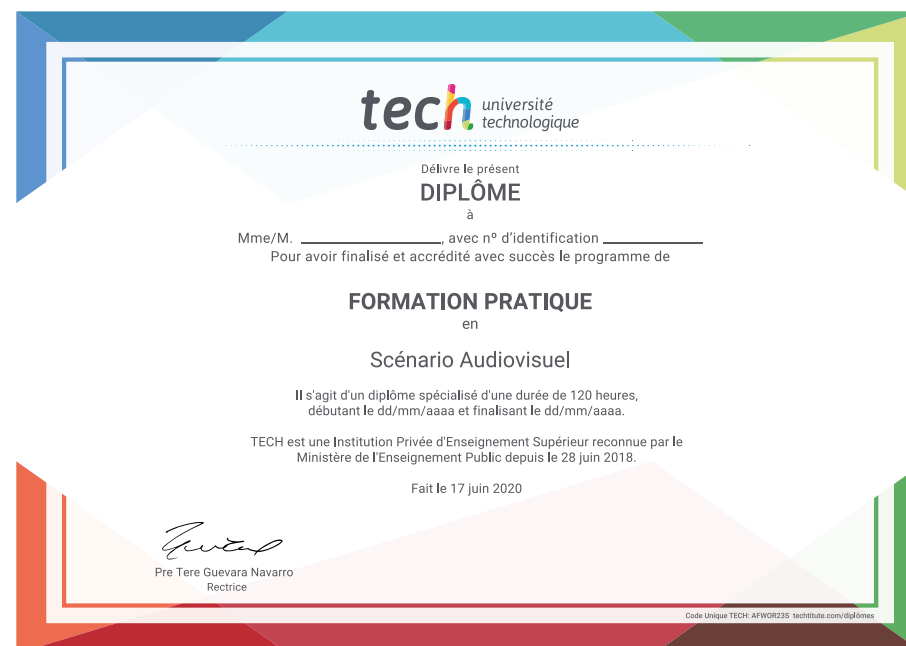 tech université
technologique
Délivre le présent
DIPLÔME
à
Mme/M. ____________________, avec nº d'identification ______________
Pour avoir finalisé et accrédité avec succès le programme de
FORMATION PRATIQUE
en
Scénario Audiovisuel
Il s'agit d'un diplôme spécialisé d'une durée de 120 heures,
débutant le dd/mm/aaaa et finalisant le dd/mm/aaaa.
TECH est une Institution Privée d'Enseignement Supérieur reconnue par le
Ministère de l'Enseignement Public depuis le 28 juin 2018.
Fait le 17 juin 2020
Pre Tere Guevara Navarro
Rectrice
Code Unique TECH: AFWOR23S techtitute.com/diplômes